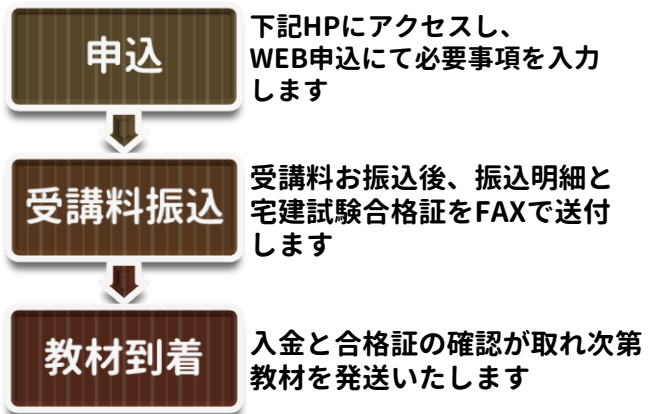 申込
下記HPにアクセスし、
WEB申込にて必要事項を入力
します
受講料振込
受講料お振込後、振込明細と
宅建試験合格証をFAXで送付
します
教材到着
入金と合格証の確認が取れ次第
教材を発送いたします